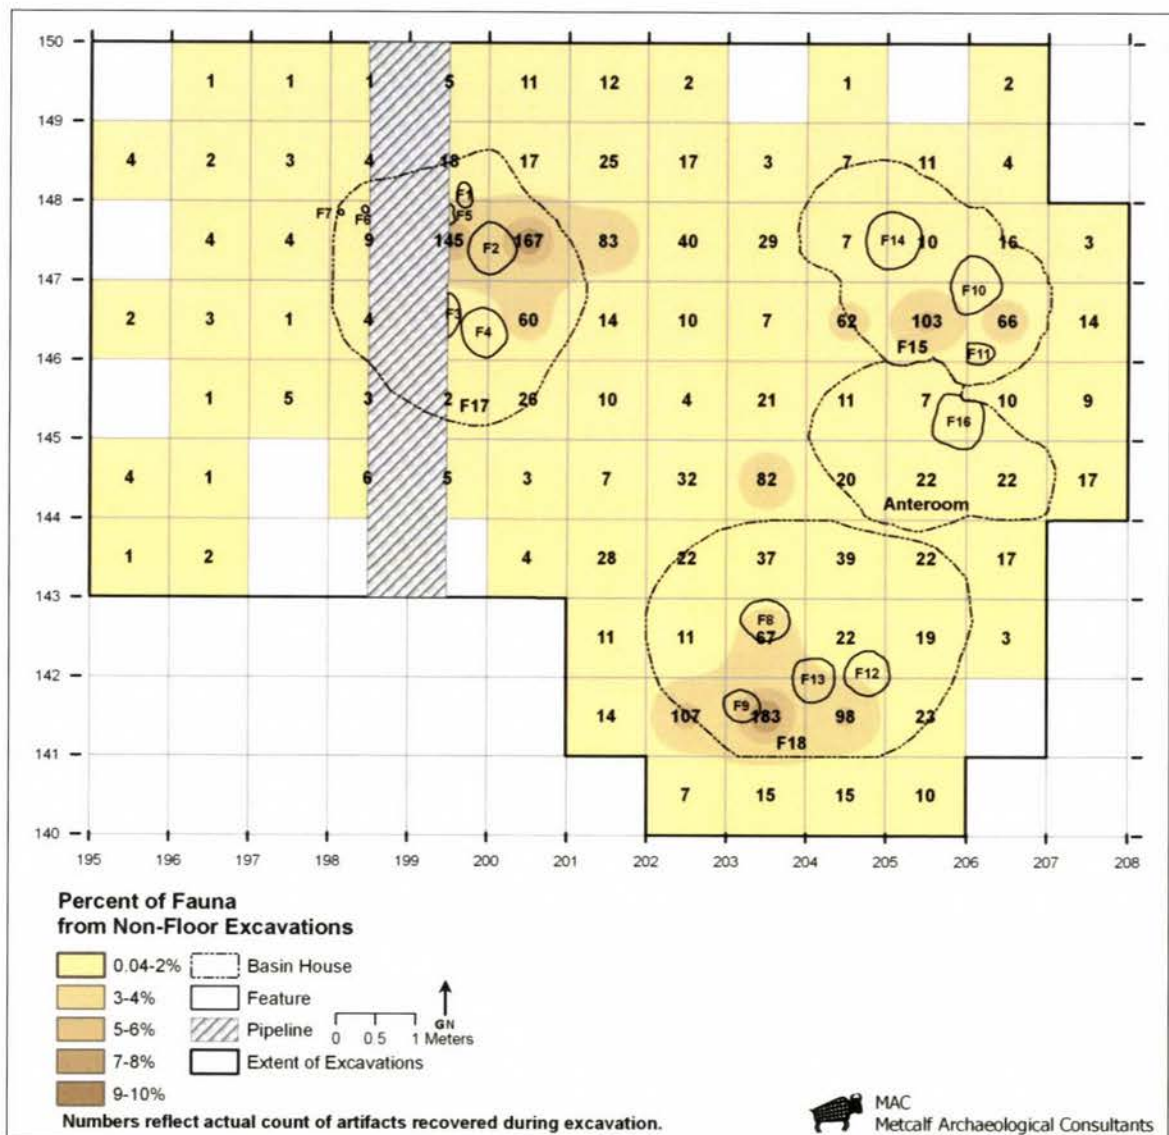 150
1 1 1 5 11 12 2 1 2
149
4 2 3 4 18 17 25 17 3 7 11 4
148
F1
F7 F6 F5
4 4 9 145 F2 167 83 40 29 7 F14 10 16 3
147
F10
2 3 1 4 F3 F4 60 14 10 7 62 103 66 14
F15 F11
146
1 5 3 2 F17 26 10 4 21 11 7 10 9
F16
145
4 1 6 5 3 7 32 82 20 22 22 17
Anteroom
144
1 2 4 28 22 37 39 22 17
143
F8
11 11 67 22 19 3
142
F13 F12
F9
14 107 183 98 23
F18
141
7 15 15 10
140
195 196 197 198 199 200 201 202 203 204 205 206 207 208
Percent of Fauna
from Non-Floor Excavations
0.04-2% Basin House
3-4% Feature
5-6% Pipeline
7-8% Extent of Excavations
9-10%
GN
0 0.5 1 Meters
Numbers reflect actual count of artifacts recovered during excavation.
MAC
Metcalf Archaeological Consultants